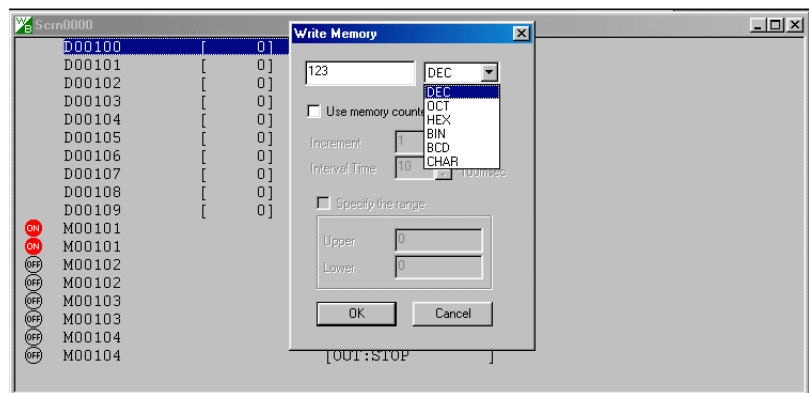 WB Scrn0000
D00100 [ 0]
D00101 [ 0]
D00102 [ 0]
D00103 [ 0]
D00104 [ 0]
D00105 [ 0]
D00106 [ 0]
D00107 [ 0]
D00108 [ 0]
D00109 [ 0]
ON M00101
ON M00101
OFF M00102
OFF M00102
OFF M00103
OFF M00103
OFF M00104
OFF M00104 [OUT:STOP ]
Write Memory
123 DEC
DEC
OCT
HEX
BIN
BCD
CHAR
Use memory counte
Increment 1
Interval Time 10 100msec
Specify the range.
Upper 0
Lower 0
OK Cancel